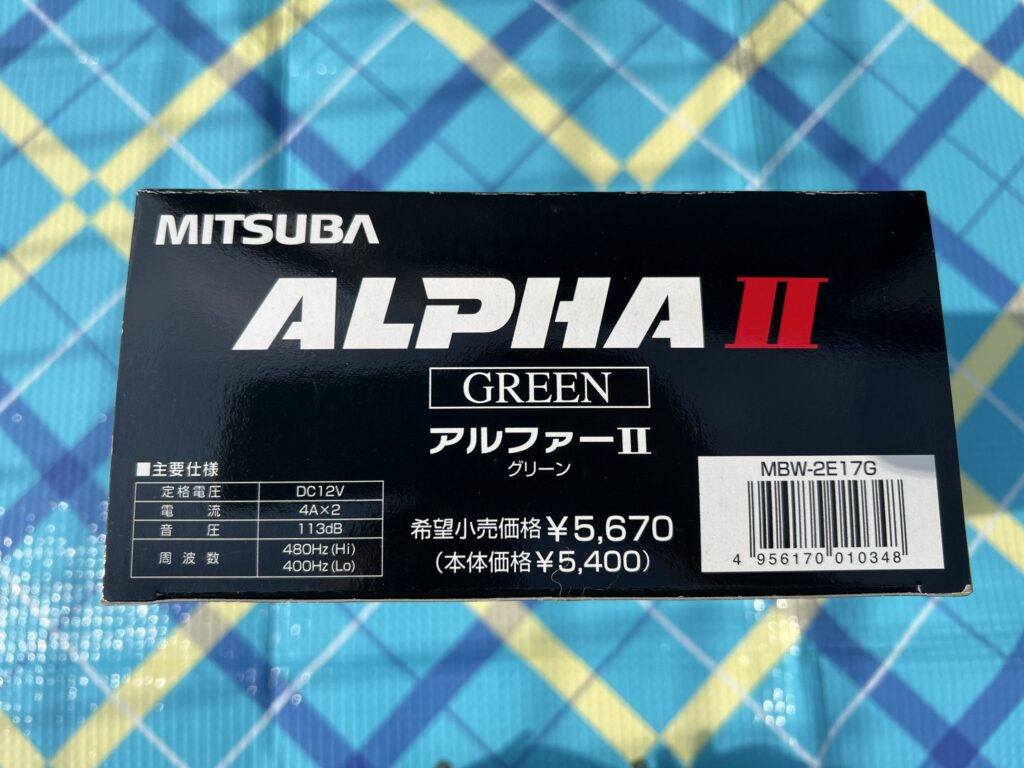 MITSUBA
ALPHA II
GREEN
アルファーII
グリーン
■主要仕様
定格電圧 DC12V
電流 4A×2
音圧 113dB
周波数 480Hz(Hi)
400Hz(Lo)
希望小売価格¥5,670
(本体価格¥5,400)
MBW-2E17G
4 956170 010348